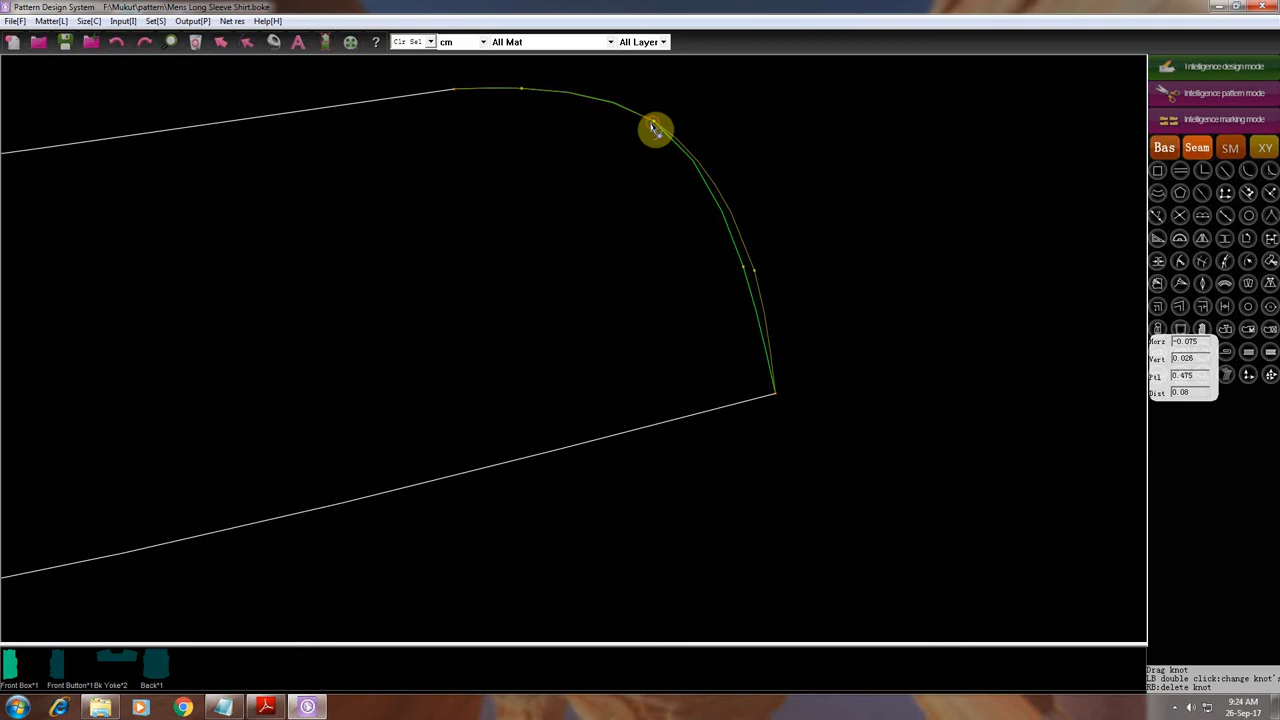 Pattern Design System    F:\Mukut\pattern\Mens Long Sleeve Shirt.boke
File[F] Matter[L] Size[C] Input[I] Set[S] Output[P] Net res Help[H]
Clr Sel cm All Mat All Layer
Intelligence design mode
Intelligence pattern mode
Intelligence marking mode
Bas Seam SM XY
Horz -0.075
Vert 0.026
Ptl 0.475
Dist 0.08
Front Box*1 Front Button*1 Bk Yoke*2 Back*1
Drag knot
LB double click:change knot's
RB:delete knot
9:24 AM
26-Sep-17